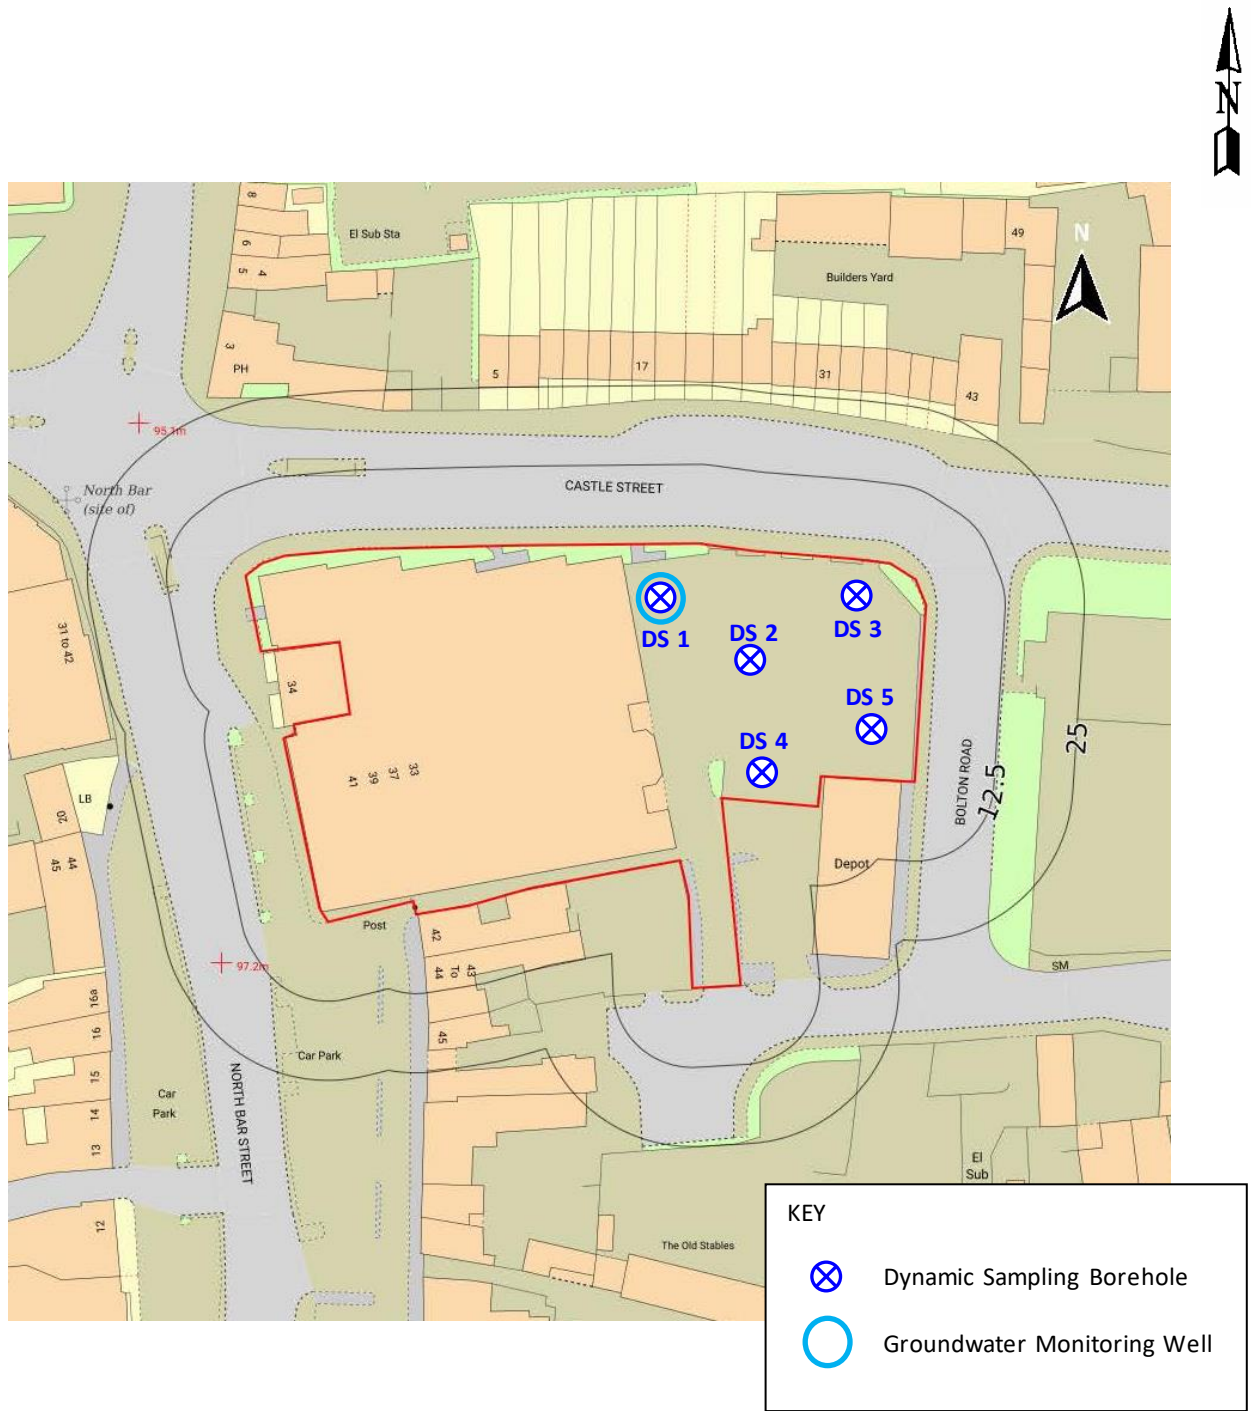 N
8
El Sub Sta
49
N
6
5 4
Builders Yard
3
PH
5
17
31
43
95.1m
North Bar
(site of)
CASTLE STREET
DS 1
DS 2
DS 3
31 to 42
34
DS 5
DS 4
25
12.5
BOLTON ROAD
41
39
37
33
LB
20
44
45
Depot
Post
42
43
To
44
97.2m
SM
16a
16
45
15
Car Park
Car
Park
14
NORTH BAR STREET
13
El
Sub
12
The Old Stables
KEY
Dynamic Sampling Borehole
Groundwater Monitoring Well